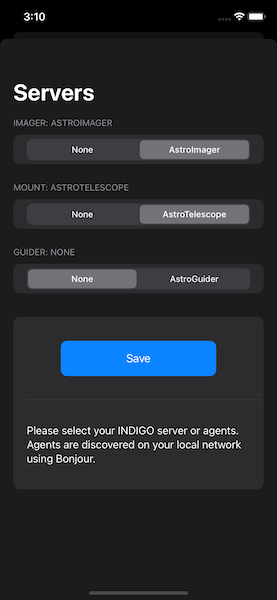 3:10
Servers
IMAGER: ASTROIMAGER
None AstroImager
MOUNT: ASTROTELESCOPE
None AstroTelescope
GUIDER: NONE
None AstroGuider
Save
Please select your INDIGO server or agents.
Agents are discovered on your local network
using Bonjour.